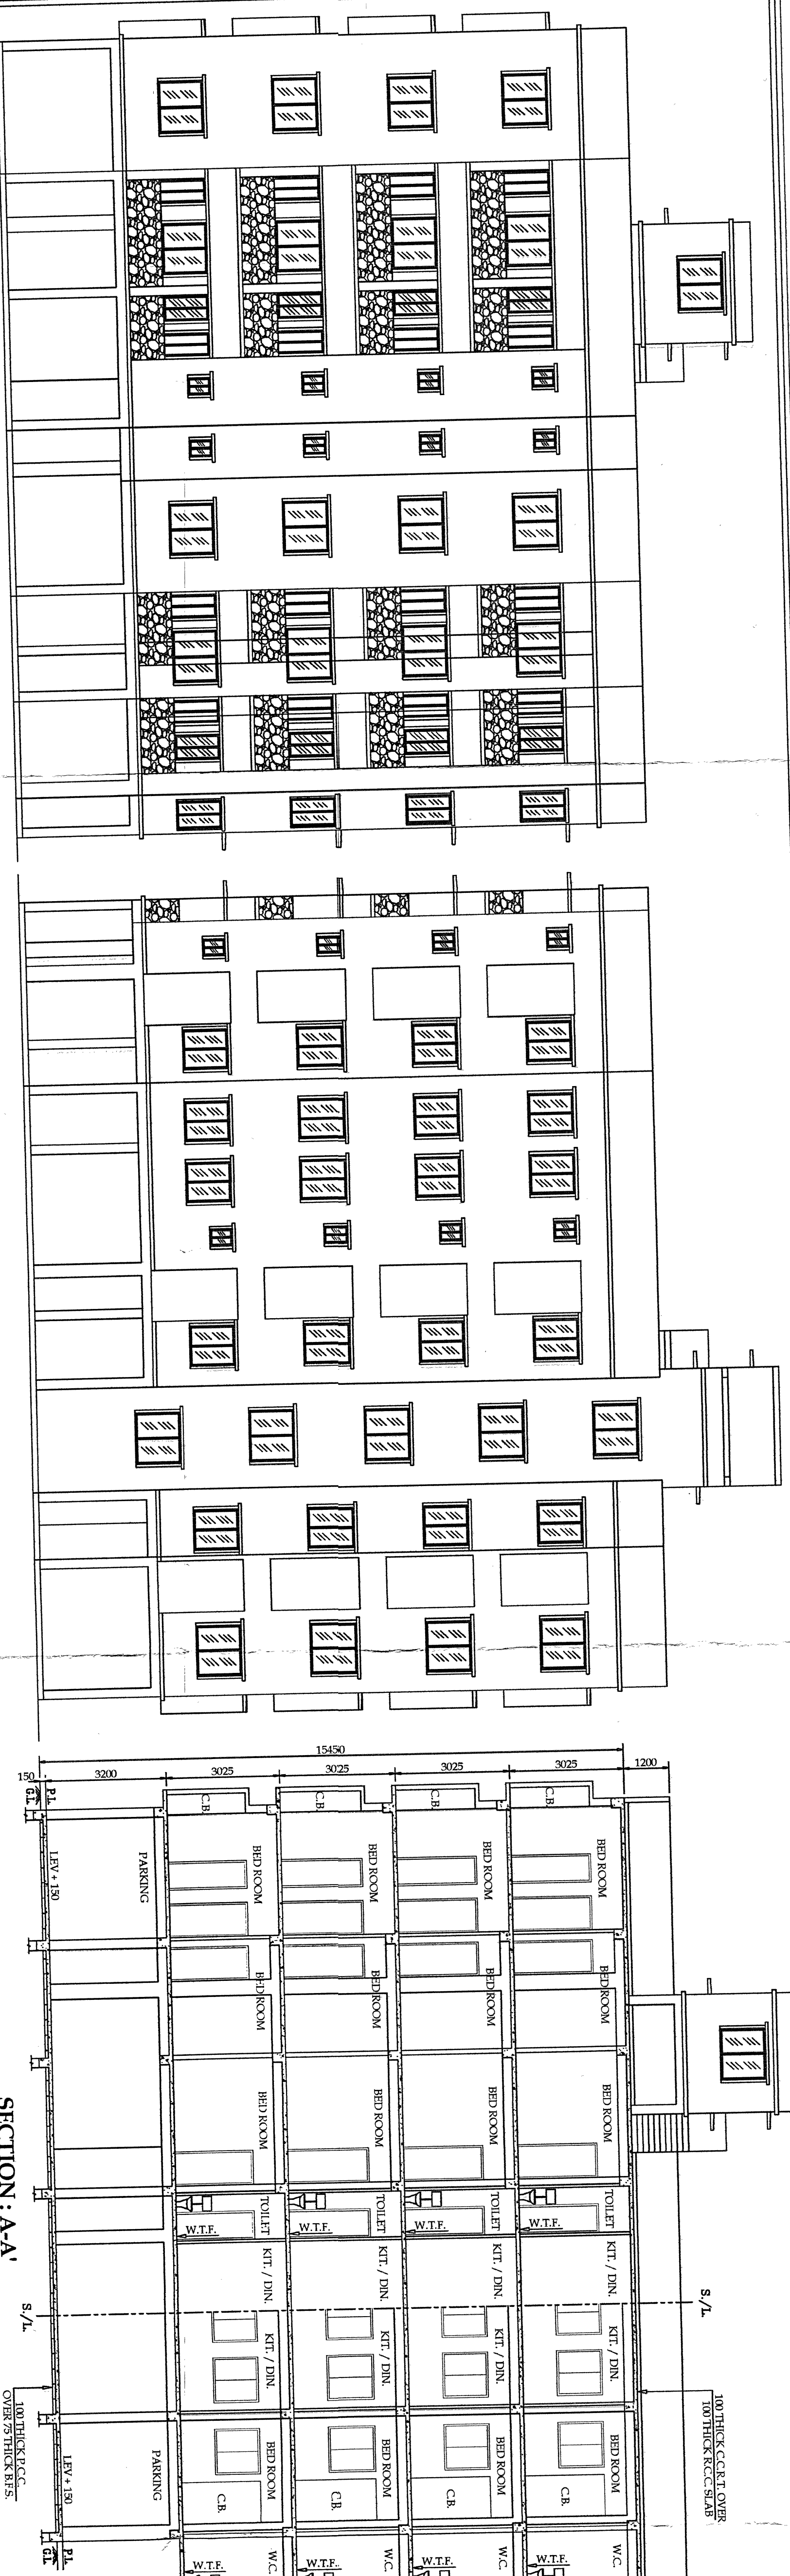 15450
150
3200
3025
3025
3025
3025
1200
P.L.
G.L.
C.B.
C.B.
C.B.
C.B.
LEV + 150
PARKING
BED ROOM
BED ROOM
BED ROOM
BED ROOM
BED ROOM
BED ROOM
BED ROOM
BED ROOM
BED ROOM
BED ROOM
BED ROOM
BED ROOM
TOILET
TOILET
TOILET
TOILET
W.T.F.
W.T.F.
W.T.F.
W.T.F.
KIT. / DIN.
KIT. / DIN.
KIT. / DIN.
KIT. / DIN.
S./L.
S./L.
KIT. / DIN.
KIT. / DIN.
KIT. / DIN.
KIT. / DIN.
SECTION : A-A'
100 THICK C.C.R.T. OVER
100 THICK R.C.C. SLAB
100 THICK P.C.C.
OVER 75 THICK B.F.S.
LEV + 150
PARKING
BED ROOM
BED ROOM
BED ROOM
BED ROOM
C.B.
C.B.
C.B.
C.B.
P.L.
G.L.
W.C.
W.C.
W.C.
W.C.
W.T.F.
W.T.F.
W.T.F.
W.T.F.